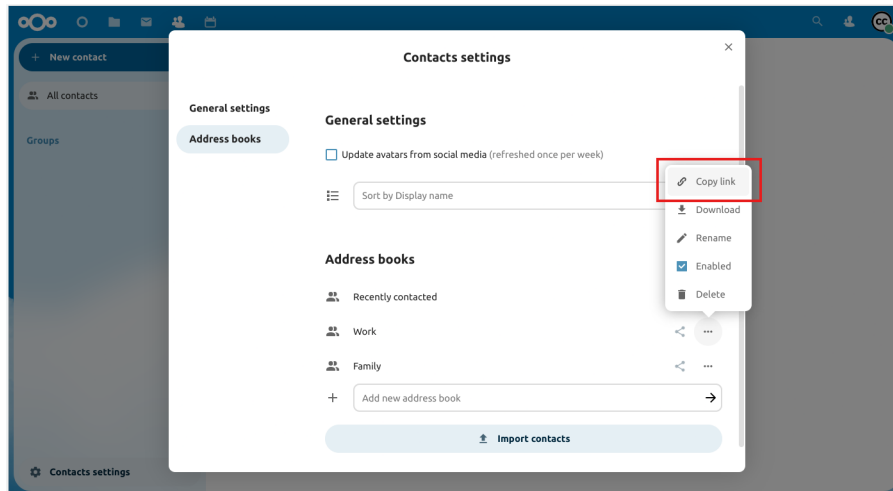 CC
+ New contact
All contacts
Groups
Contacts settings
Contacts settings
General settings
Address books
General settings
Update avatars from social media (refreshed once per week)
Sort by Display name
Address books
Recently contacted
Work
Family
+ Add new address book
Import contacts
Copy link
Download
Rename
Enabled
Delete